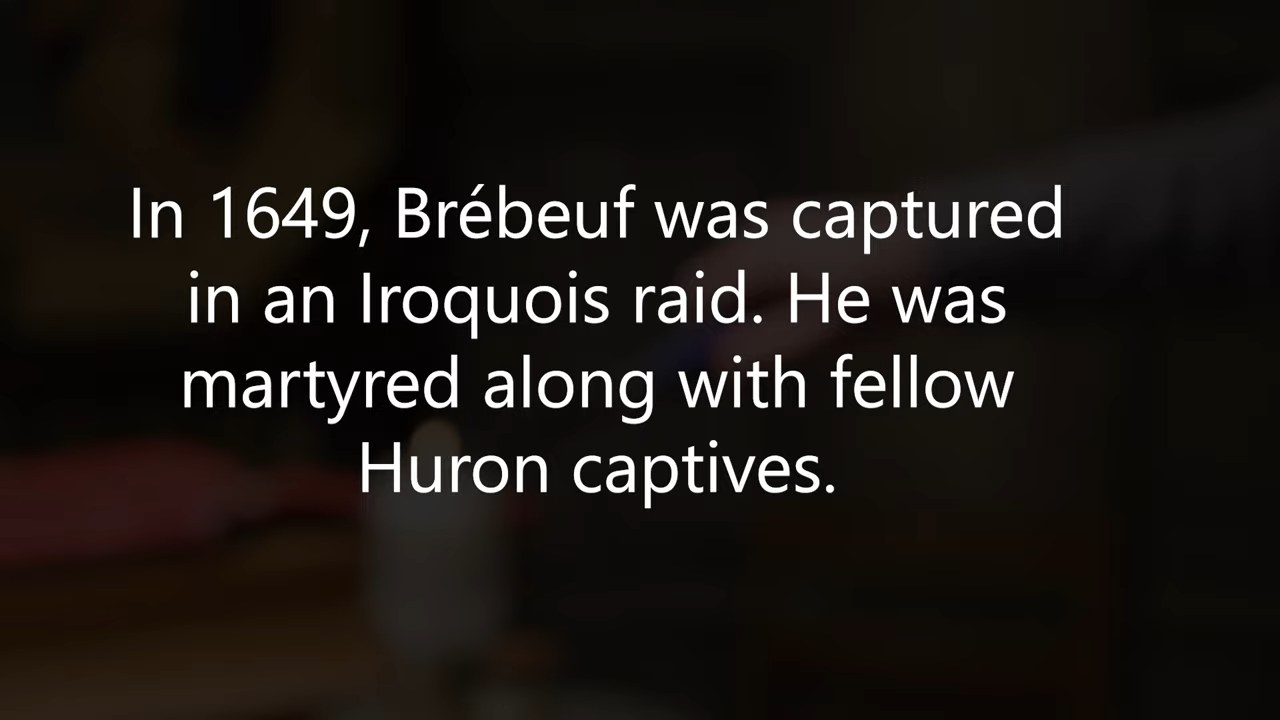 In 1649, Brébeuf was captured
in an Iroquois raid. He was
martyred along with fellow
Huron captives.